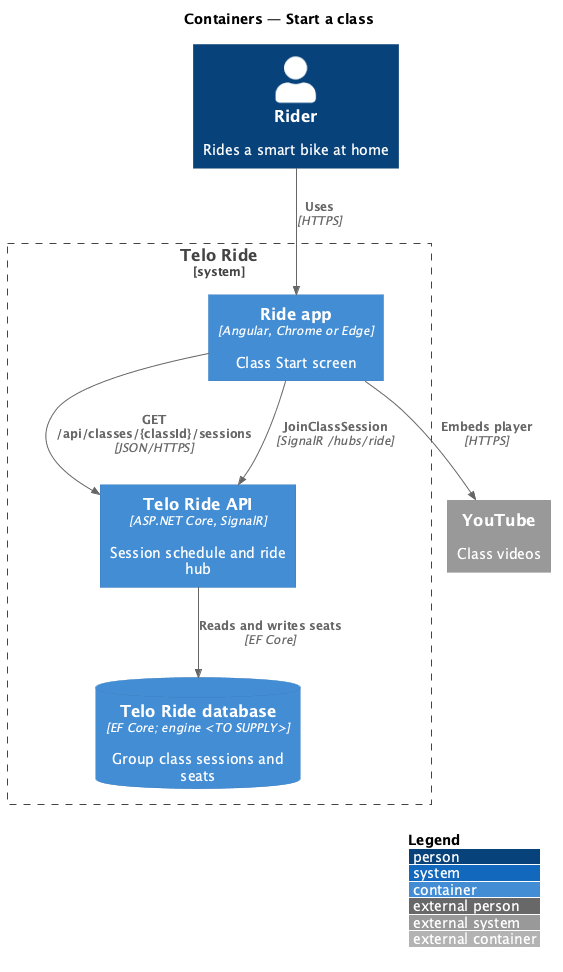 Containers — Start a class
Rider
Rides a smart bike at home
Uses
[HTTPS]
Telo Ride
[system]
Ride app
[Angular, Chrome or Edge]
Class Start screen
GET
/api/classes/{classId}/sessions
[JSON/HTTPS]
JoinClassSession
[SignalR /hubs/ride]
Embeds player
[HTTPS]
Telo Ride API
[ASP.NET Core, SignalR]
Session schedule and ride
hub
YouTube
Class videos
Reads and writes seats
[EF Core]
Telo Ride database
[EF Core; engine <TO SUPPLY>]
Group class sessions and
seats
Legend
person
system
container
external person
external system
external container